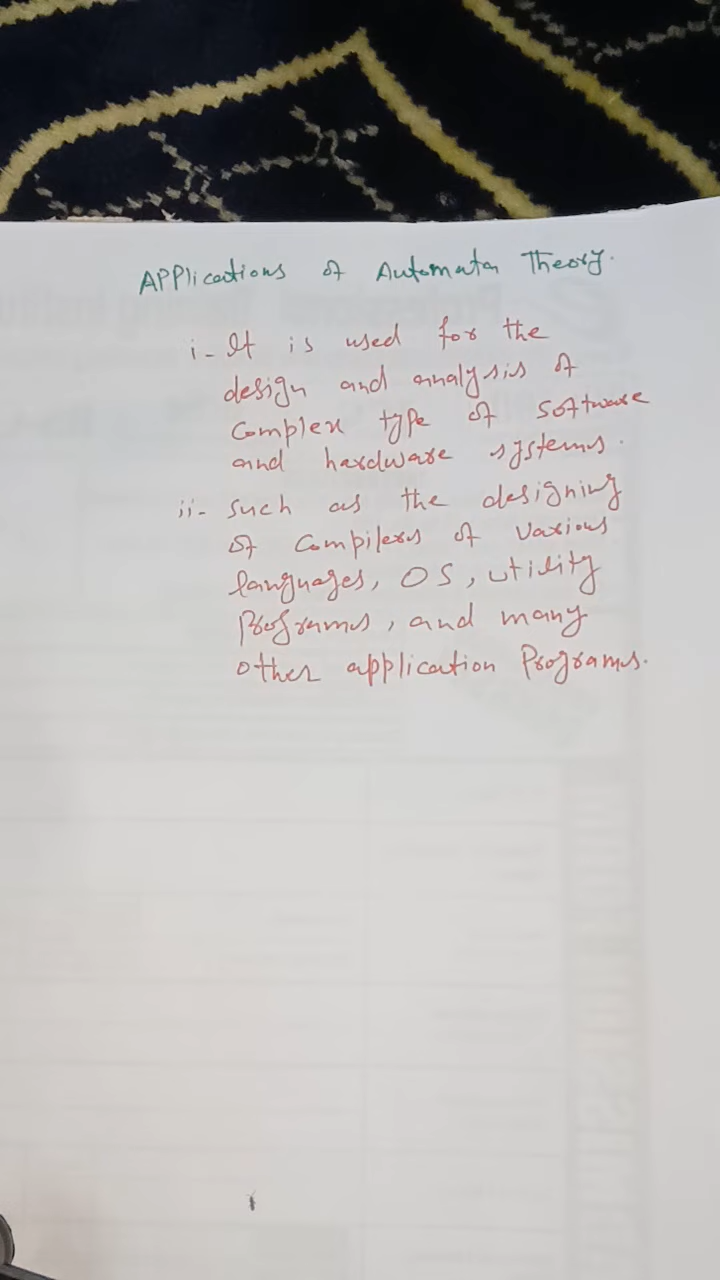 Applications of Automata Theory.
i- It is used for the
design and analysis of
Complex type of software
and hardware systems.
ii- such as the designing
of Compilers of Various
languages, OS, utility
Programs, and many
other application Programs.